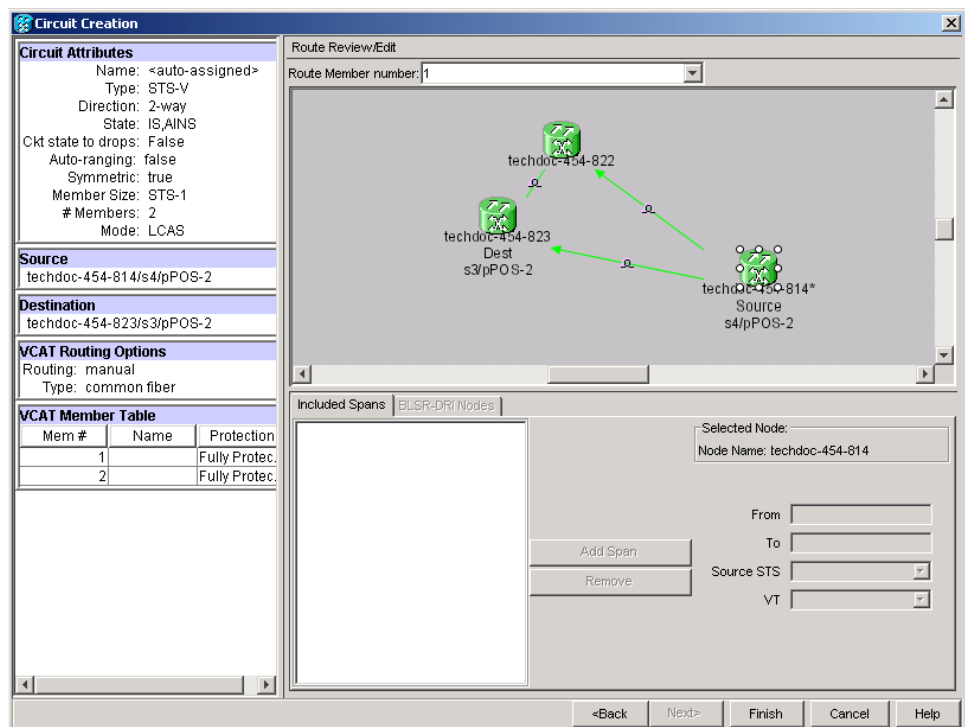 Circuit Creation
Circuit Attributes
Name: <auto-assigned>
Type: STS-V
Direction: 2-way
State: IS,AINS
Ckt state to drops: False
Auto-ranging: false
Symmetric: true
Member Size: STS-1
# Members: 2
Mode: LCAS
Source
techdoc-454-814/s4/pPOS-2
Destination
techdoc-454-823/s3/pPOS-2
VCAT Routing Options
Routing: manual
Type: common fiber
VCAT Member Table
Mem # Name Protection
1 Fully Protec.
2 Fully Protec.
Route Review/Edit
Route Member number: 1
techdoc-454-822
techdoc-454-823
Dest
s3/pPOS-2
techdoc-454-814*
Source
s4/pPOS-2
Included Spans BLSR-DRI Nodes
Selected Node:
Node Name: techdoc-454-814
From
To
Add Span
Source STS
Remove
VT
<Back Next> Finish Cancel Help